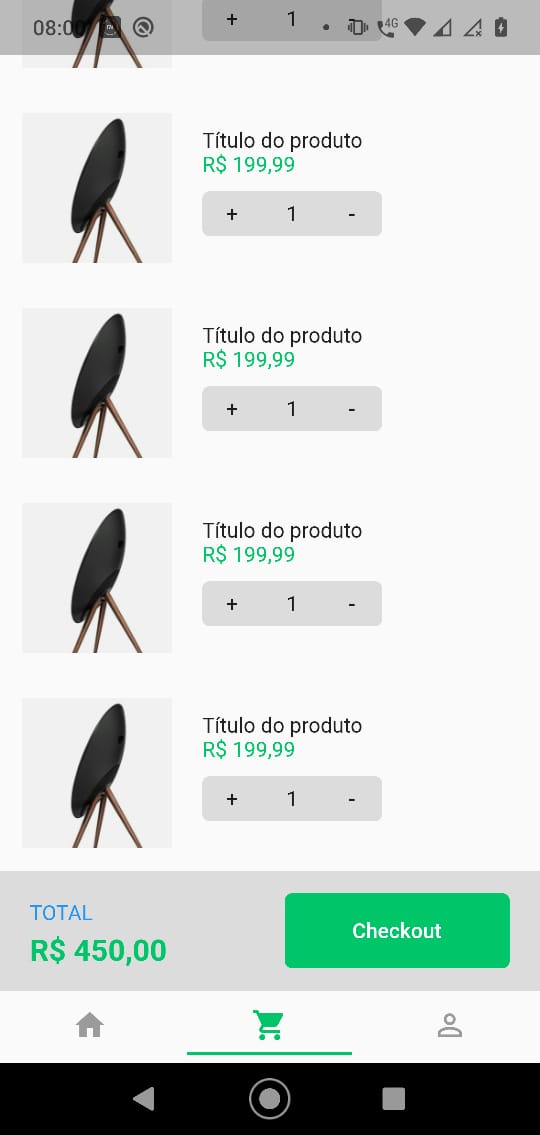 08:00
4G
+ 1
Título do produto
R$ 199,99
+ 1 -
Título do produto
R$ 199,99
+ 1 -
Título do produto
R$ 199,99
+ 1 -
Título do produto
R$ 199,99
+ 1 -
TOTAL
R$ 450,00
Checkout